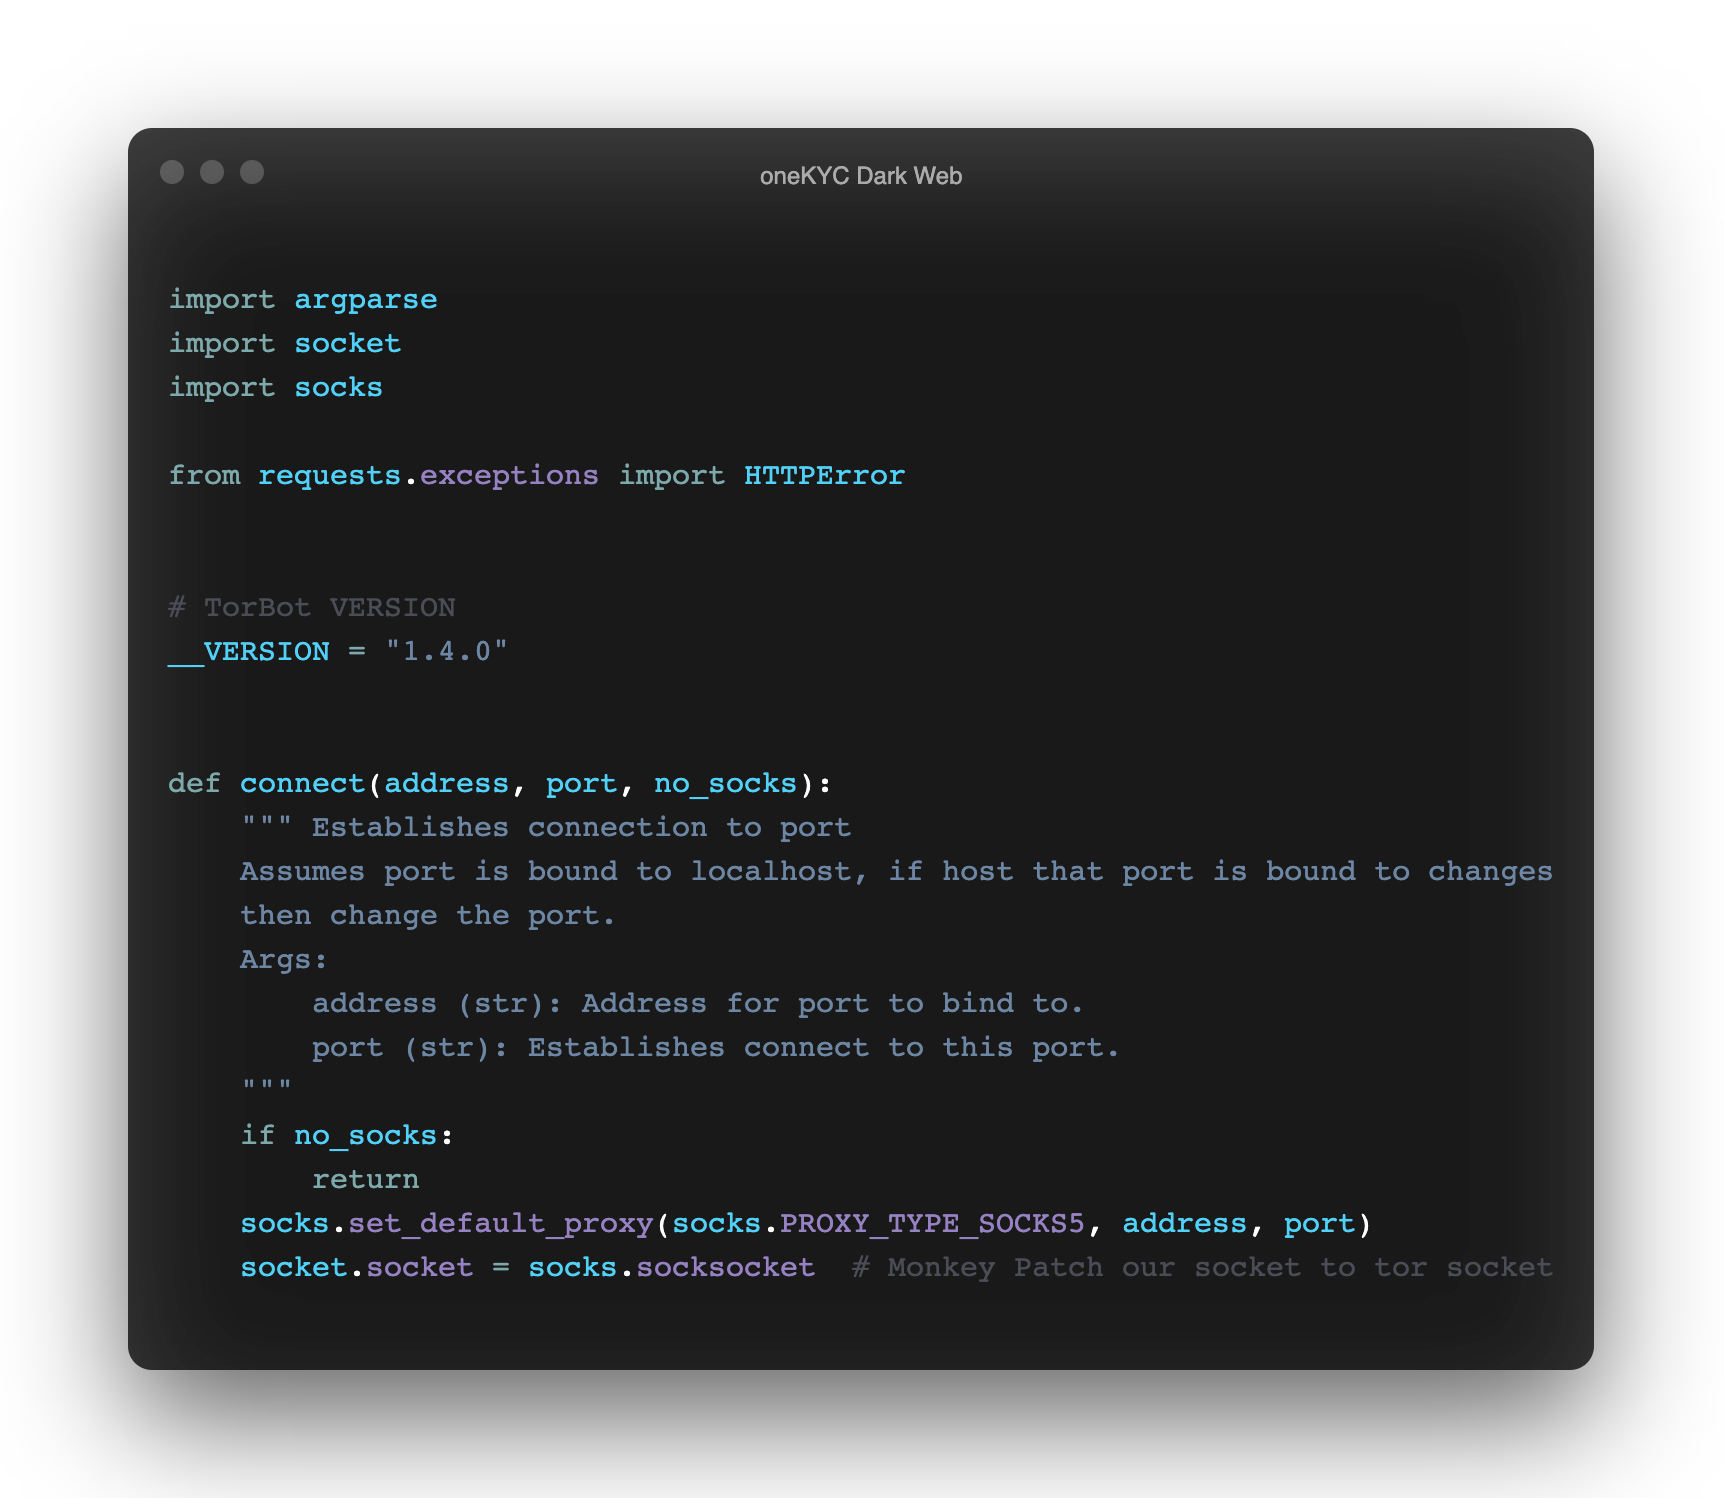 oneKYC Dark Web
import argparse
import socket
import socks
from requests.exceptions import HTTPError
# TorBot VERSION
__VERSION = "1.4.0"
def connect(address, port, no_socks):
    """ Establishes connection to port
    Assumes port is bound to localhost, if host that port is bound to changes
    then change the port.
    Args:
        address (str): Address for port to bind to.
        port (str): Establishes connect to this port.
    """
    if no_socks:
        return
    socks.set_default_proxy(socks.PROXY_TYPE_SOCKS5, address, port)
    socket.socket = socks.socksocket  # Monkey Patch our socket to tor socket